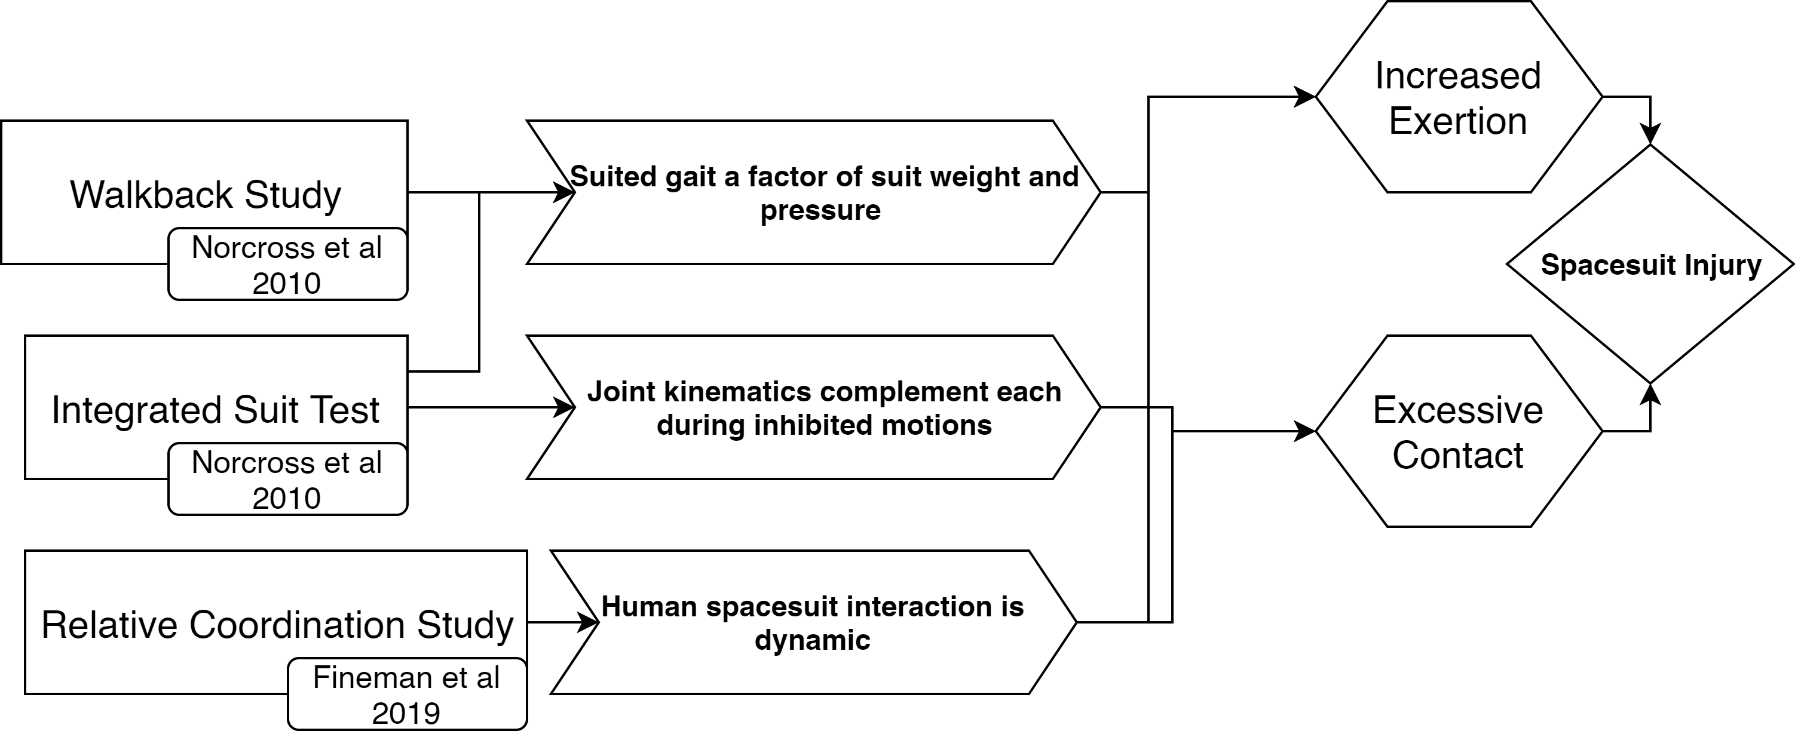 Walkback Study
Norcross et al
2010
Suited gait a factor of suit weight and
pressure
Increased
Exertion
Spacesuit Injury
Integrated Suit Test
Norcross et al
2010
Joint kinematics complement each
during inhibited motions
Excessive
Contact
Relative Coordination Study
Fineman et al
2019
Human spacesuit interaction is
dynamic